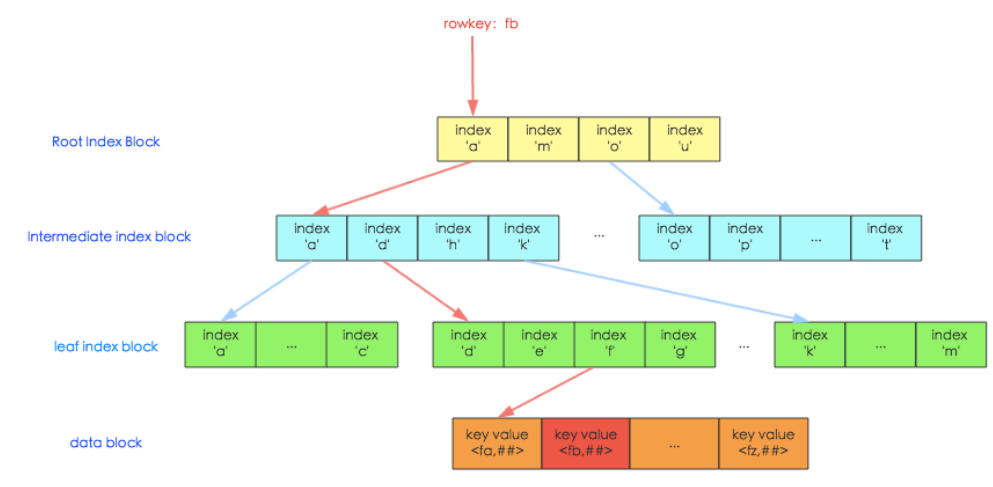 rowkey: fb
Root Index Block
index 'a'
index 'm'
index 'o'
index 'u'
Intermediate index block
index 'a'
index 'd'
index 'h'
index 'k'
...
index 'o'
index 'p'
...
index 't'
leaf index block
index 'a'
...
index 'c'
index 'd'
index 'e'
index 'f'
index 'g'
...
index 'k'
...
index 'm'
data block
key value
<fa,##>
key value
<fb,##>
...
key value
<fz,##>